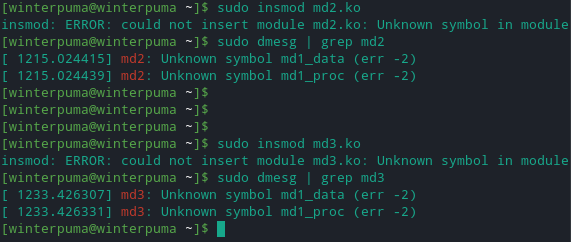 [winterpuma@winterpuma ~]$ sudo insmod md2.ko
insmod: ERROR: could not insert module md2.ko: Unknown symbol in module
[winterpuma@winterpuma ~]$ sudo dmesg | grep md2
[ 1215.024415] md2: Unknown symbol md1_data (err -2)
[ 1215.024439] md2: Unknown symbol md1_proc (err -2)
[winterpuma@winterpuma ~]$
[winterpuma@winterpuma ~]$
[winterpuma@winterpuma ~]$
[winterpuma@winterpuma ~]$ sudo insmod md3.ko
insmod: ERROR: could not insert module md3.ko: Unknown symbol in module
[winterpuma@winterpuma ~]$ sudo dmesg | grep md3
[ 1233.426307] md3: Unknown symbol md1_data (err -2)
[ 1233.426331] md3: Unknown symbol md1_proc (err -2)
[winterpuma@winterpuma ~]$